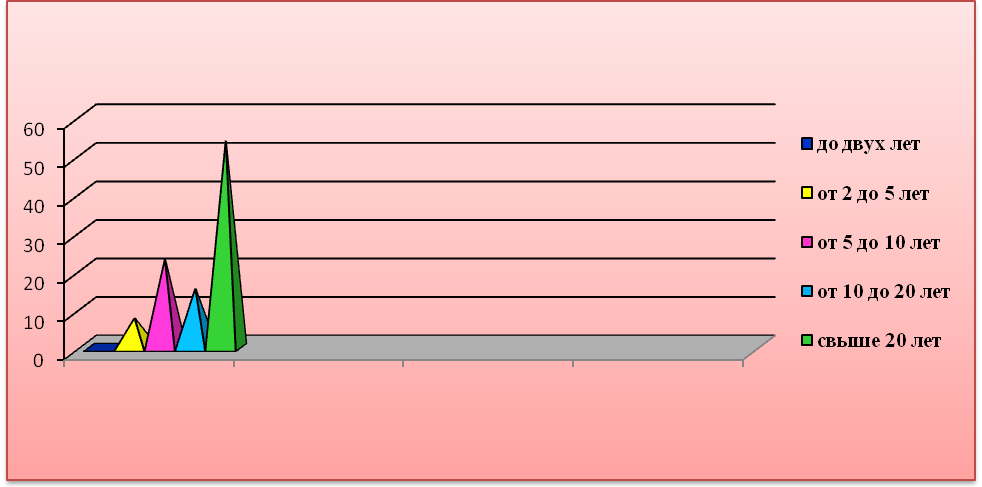 60
50
40
30
20
10
0
до двух лет
от 2 до 5 лет
от 5 до 10 лет
от 10 до 20 лет
свыше 20 лет